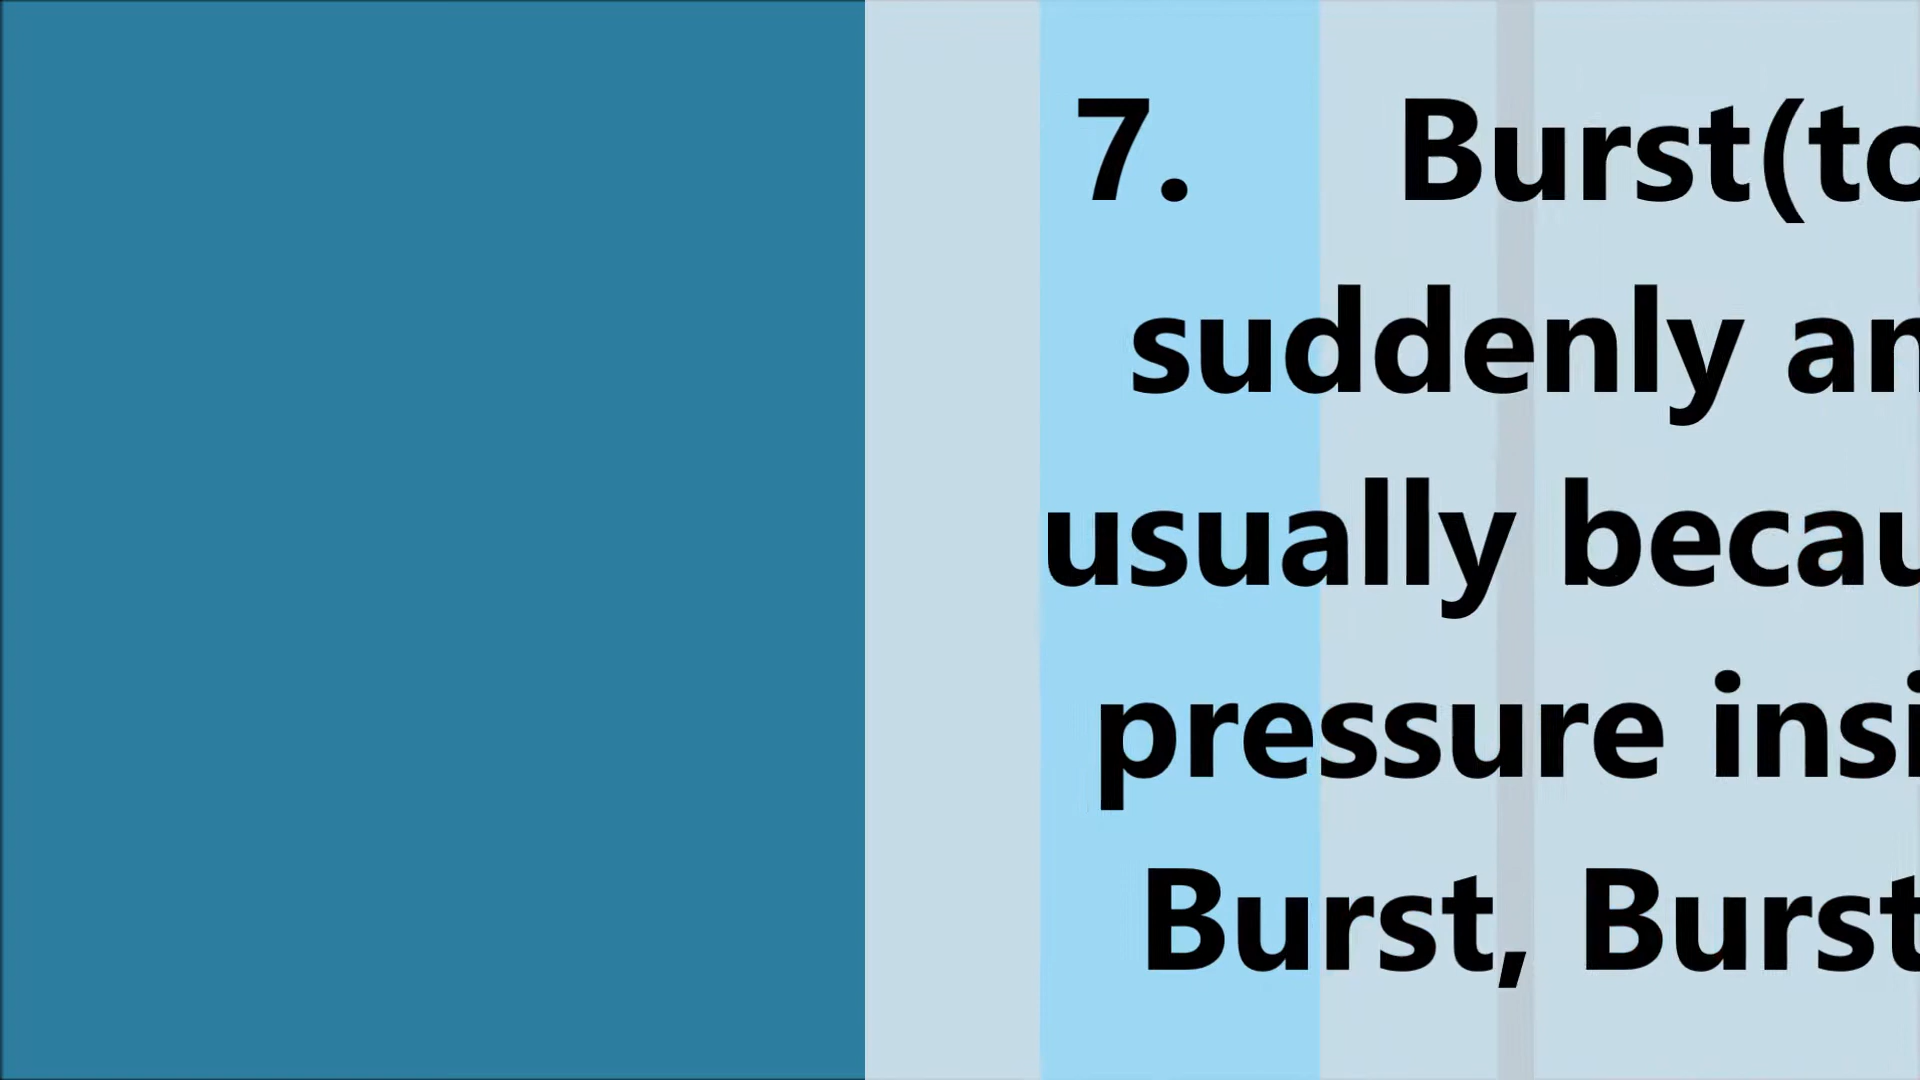 7. Burst(to
suddenly an
usually becau
pressure insi
Burst, Burst